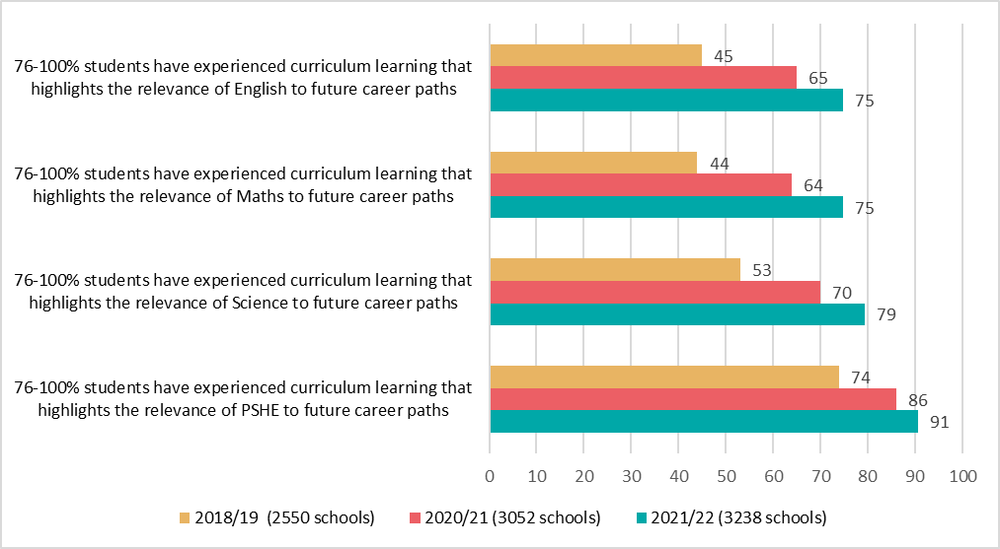 76-100% students have experienced curriculum learning that
highlights the relevance of English to future career paths
45
65
75
76-100% students have experienced curriculum learning that
highlights the relevance of Maths to future career paths
44
64
75
76-100% students have experienced curriculum learning that
highlights the relevance of Science to future career paths
53
70
79
76-100% students have experienced curriculum learning that
highlights the relevance of PSHE to future career paths
74
86
91
0 10 20 30 40 50 60 70 80 90 100
2018/19 (2550 schools) 2020/21 (3052 schools) 2021/22 (3238 schools)